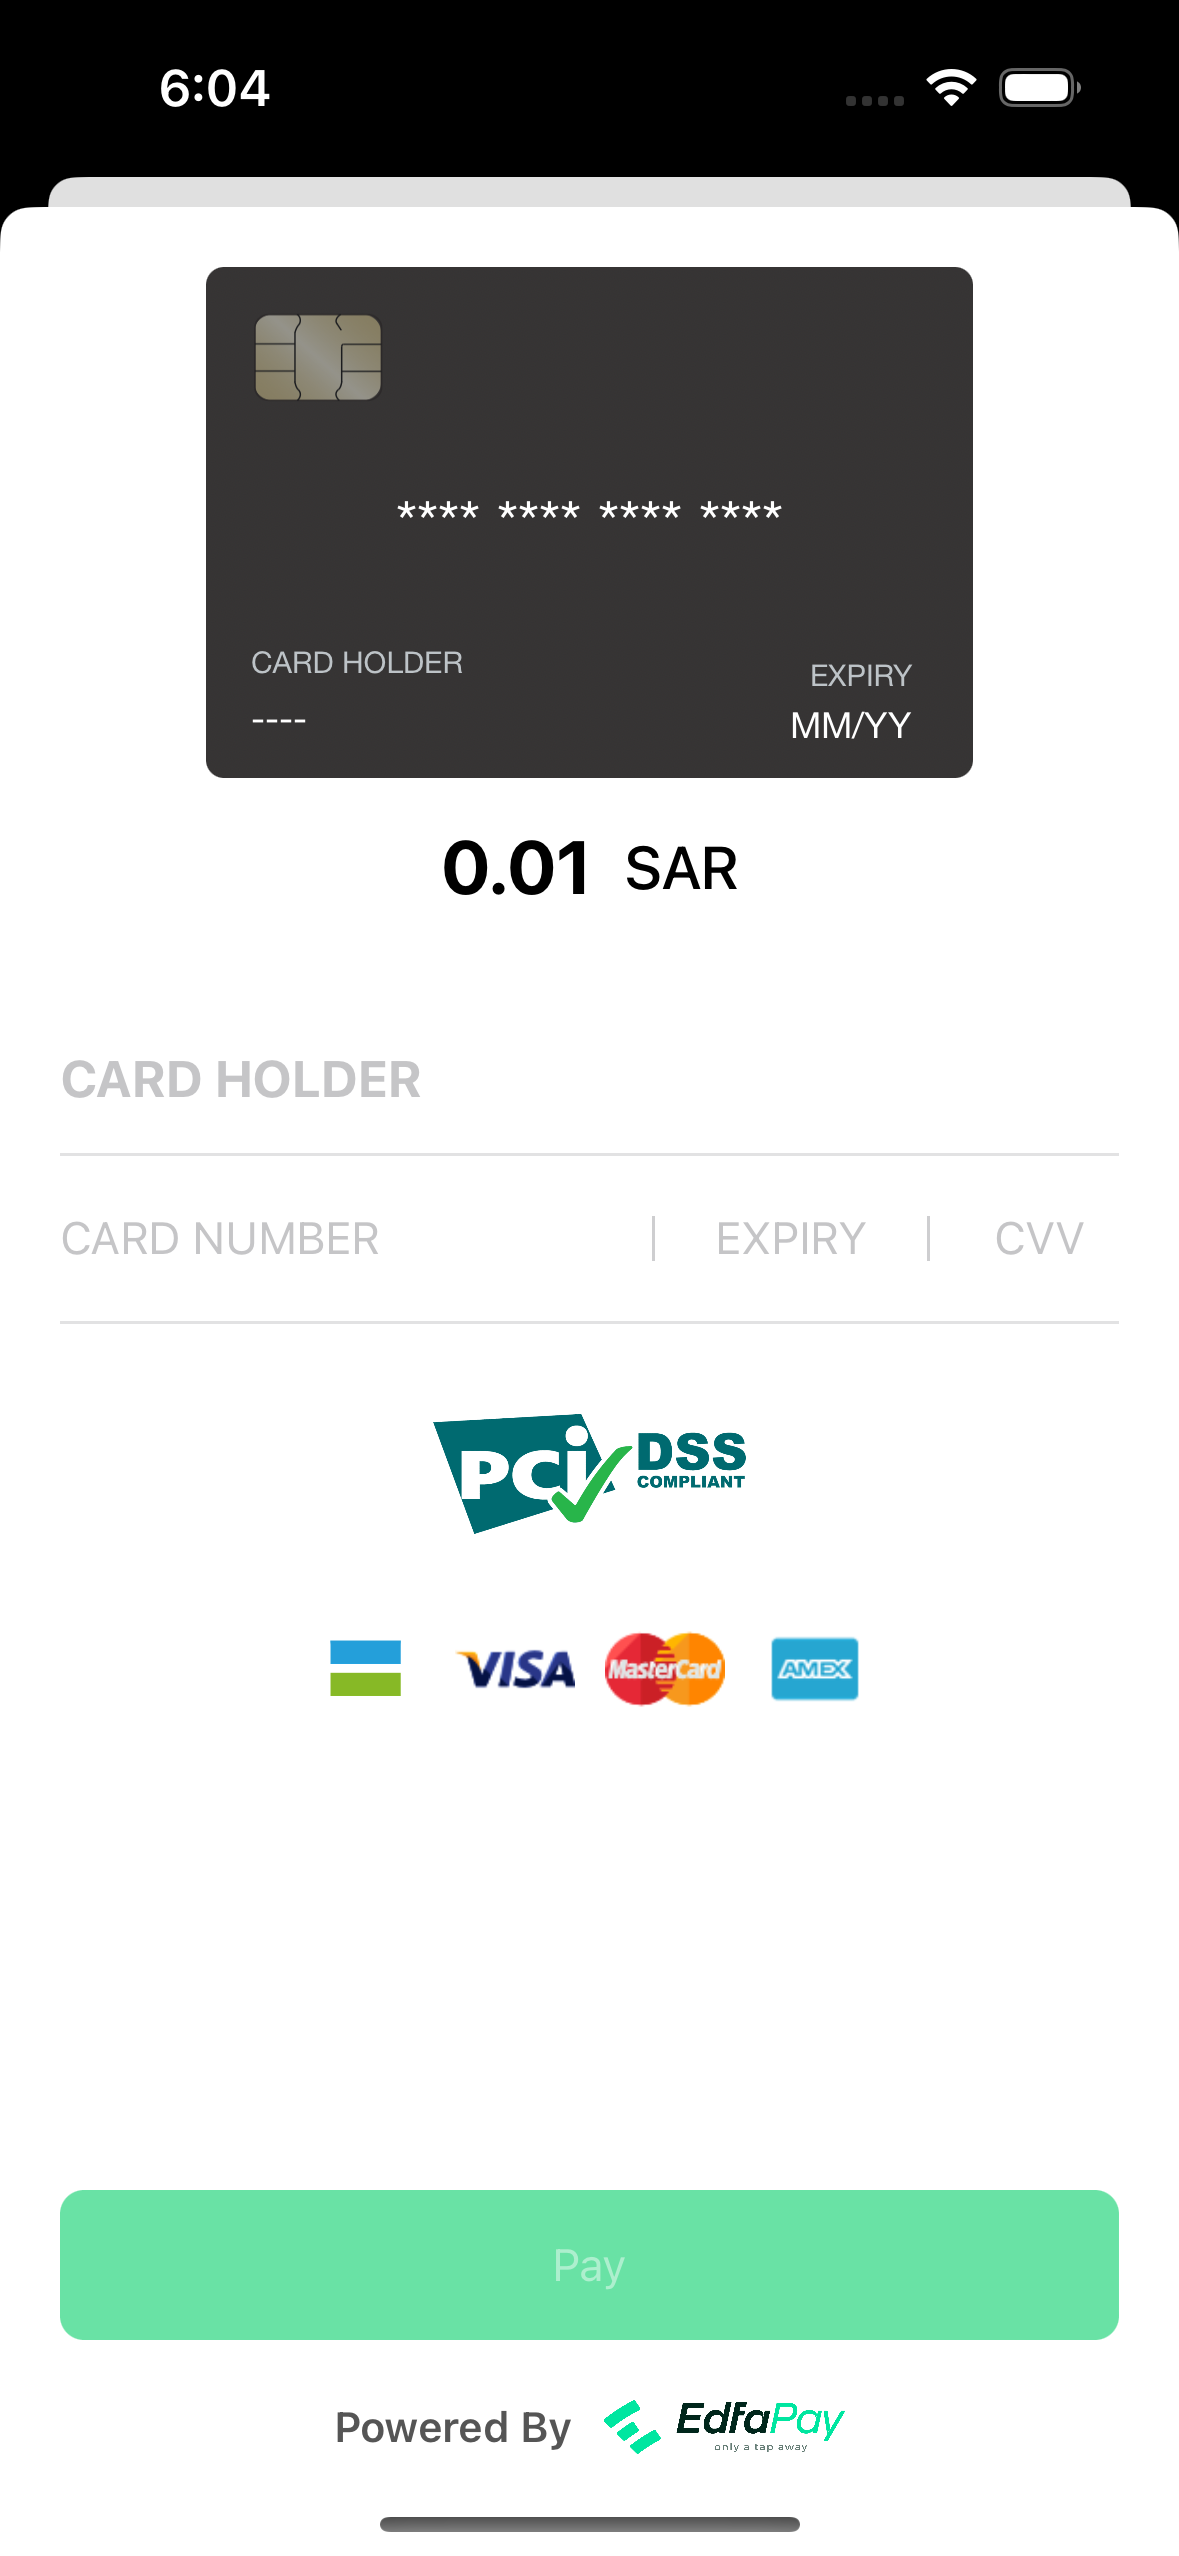 6:04
**** **** **** ****
CARD HOLDER
EXPIRY
----
MM/YY
0.01 SAR
CARD HOLDER
CARD NUMBER EXPIRY CVV
PCi DSS
COMPLIANT
VISA MasterCard AMEX
Pay
Powered By EdfaPay
only a tap away